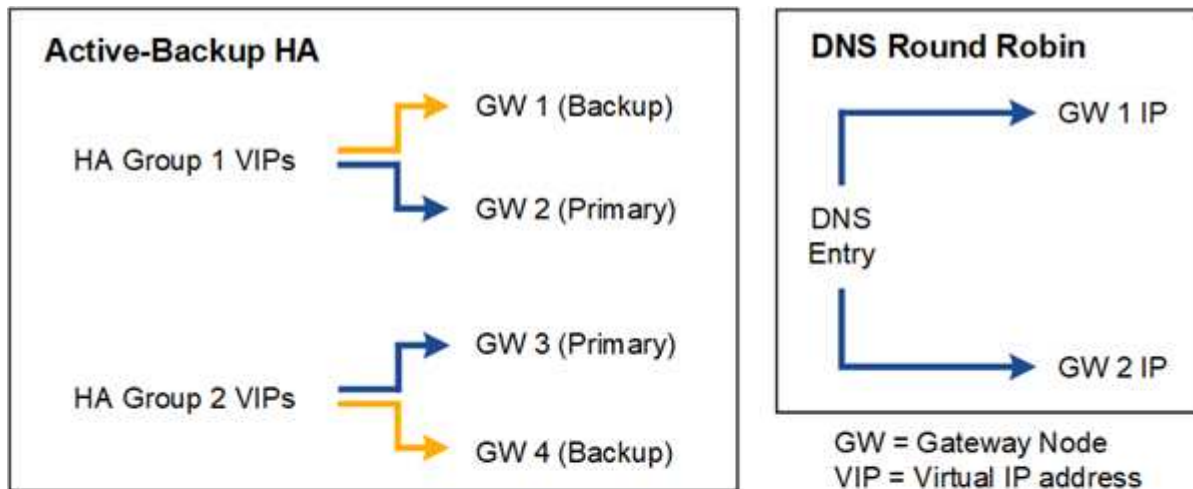 Active-Backup HA
GW 1 (Backup)
HA Group 1 VIPs
GW 2 (Primary)
GW 3 (Primary)
HA Group 2 VIPs
GW 4 (Backup)
DNS Round Robin
GW 1 IP
DNS
Entry
GW 2 IP
GW = Gateway Node
VIP = Virtual IP address